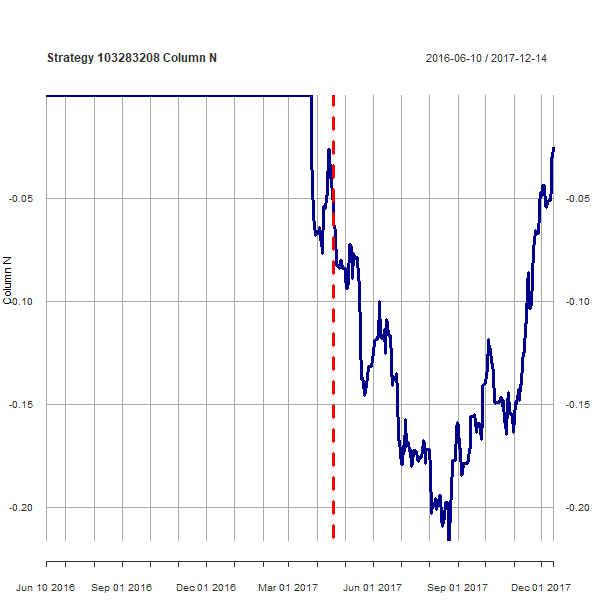 Strategy 103283208 Column N
2016-06-10 / 2017-12-14
-0.05
-0.05
-0.10
-0.10
-0.15
-0.15
-0.20
-0.20
Column N
Jun 10 2016
Sep 01 2016
Dec 01 2016
Mar 01 2017
Jun 01 2017
Sep 01 2017
Dec 01 2017